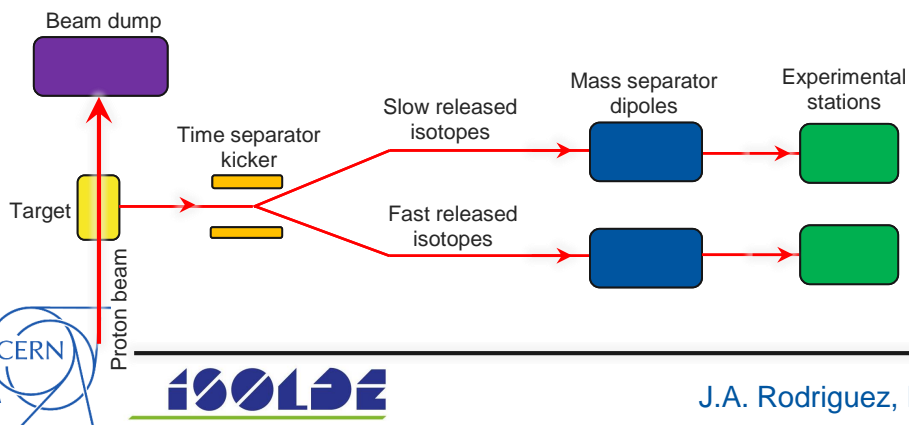 Beam dump
Mass separator
dipoles
Experimental
stations
Slow released
isotopes
Time separator
kicker
Target
Fast released
isotopes
Proton beam
CERN
ISOLDE
J.A. Rodriguez,